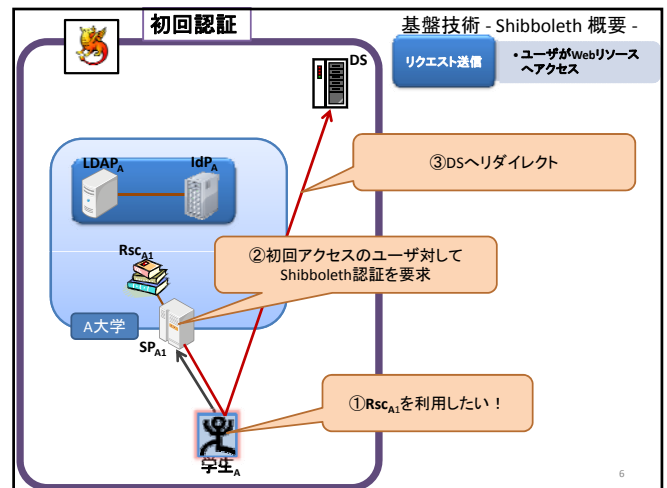 初回認証
基盤技術 - Shibboleth 概要 -
DS
リクエスト送信
・ユーザがWebリソース
へアクセス
LDAPA
IdPA
③DSへリダイレクト
RscA1
②初回アクセスのユーザ対して
Shibboleth認証を要求
A大学
SPA1
①RscA1を利用したい！
学生A
6